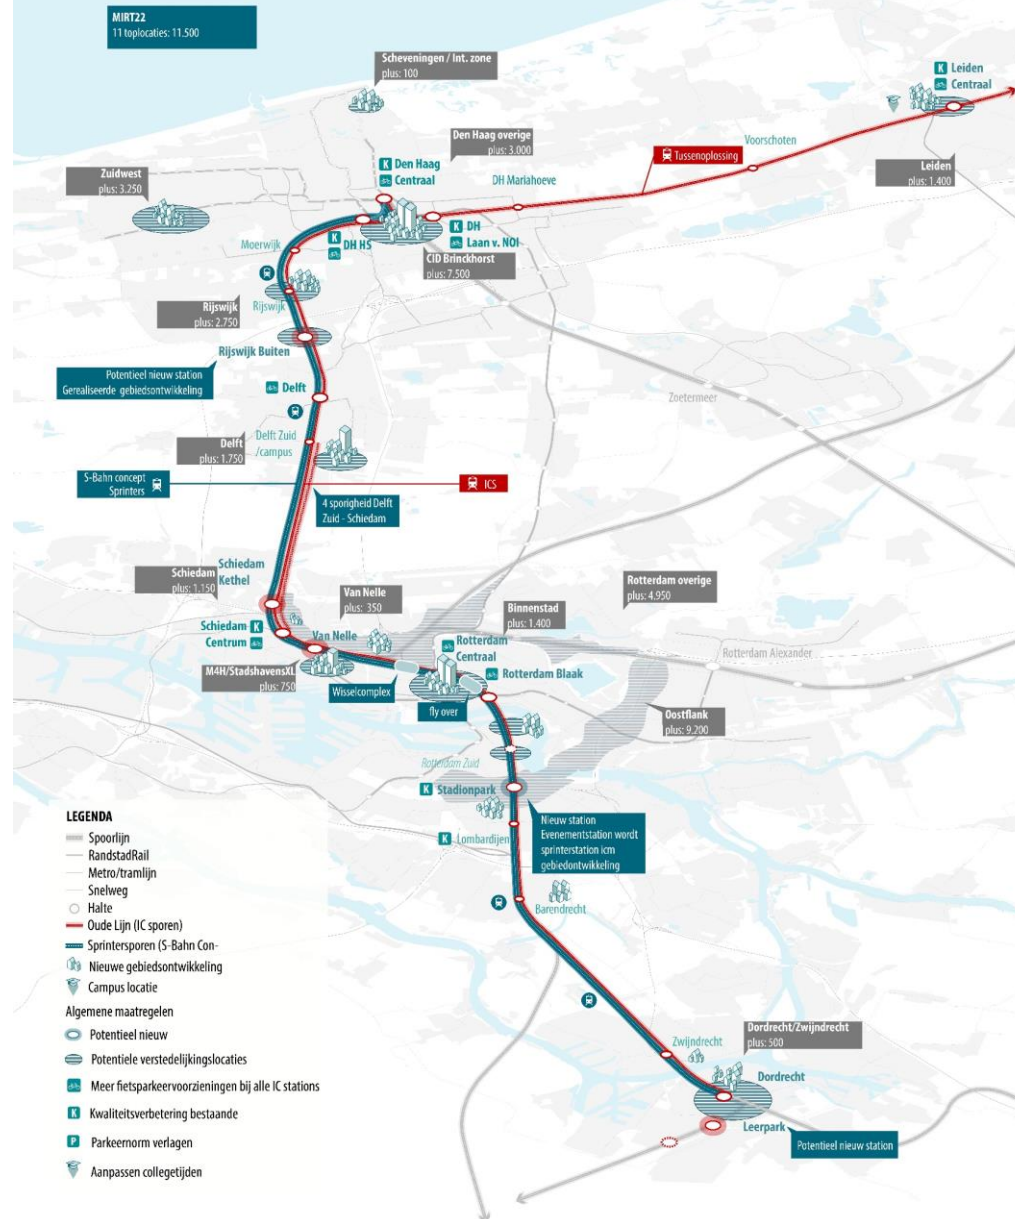 MIRT22
11 toplocaties: 11.500
Scheveningen / Int. zone
plus: 100
Leiden
Centraal
Den Haag overige
plus: 3.000
Voorschoten
Tussenoplossing
Den Haag
Centraal
Leiden
plus: 1.400
Zuidwest
plus: 3.250
DH Mariahoeve
DH
Laan v. NOI
DH HS
Moerwijk
CID Brinckhorst
plus: 7.500
Rijswijk
plus: 2.750
Rijswijk
Rijswijk Buiten
Potentieel nieuw station
Gerealiseerde gebiedsontwikkeling
Delft
Zoetermeer
Delft Zuid
/campus
Delft
plus: 1.750
S-Bahn concept
Sprinters
ICS
4 sporigheid Delft
Zuid - Schiedam
Schiedam
Kethel
Schiedam
plus: 1.150
Van Nelle
plus: 350
Rotterdam overige
plus: 4.950
Binnenstad
plus: 1.400
Schiedam
Centrum
Van Nelle
Rotterdam
Centraal
Rotterdam Alexander
M4H/StadshavensXL
plus: 750
Wisselcomplex
Rotterdam Blaak
fly over
Oostflank
plus: 9.200
Rotterdam Zuid
Stadionpark
Nieuw station
Evenementstation wordt
sprinterstation icm
gebiedontwikkeling
Lombardijen
Barendrecht
LEGENDA
Spoorlijn
RandstadRail
Metro/tramlijn
Snelweg
Halte
Oude Lijn (IC sporen)
Sprintersporen (S-Bahn Con-
Nieuwe gebiedsontwikkeling
Campus locatie
Algemene maatregelen
Potentieel nieuw
Potentiele verstedelijkingslocaties
Meer fietsparkeervoorzieningen bij alle IC stations
K Kwaliteitsverbetering bestaande
P Parkeernorm verlagen
Aanpassen collegetijden
Dordrecht/Zwijndrecht
plus: 500
Zwijndrecht
Dordrecht
Leerpark
Potentieel nieuw station